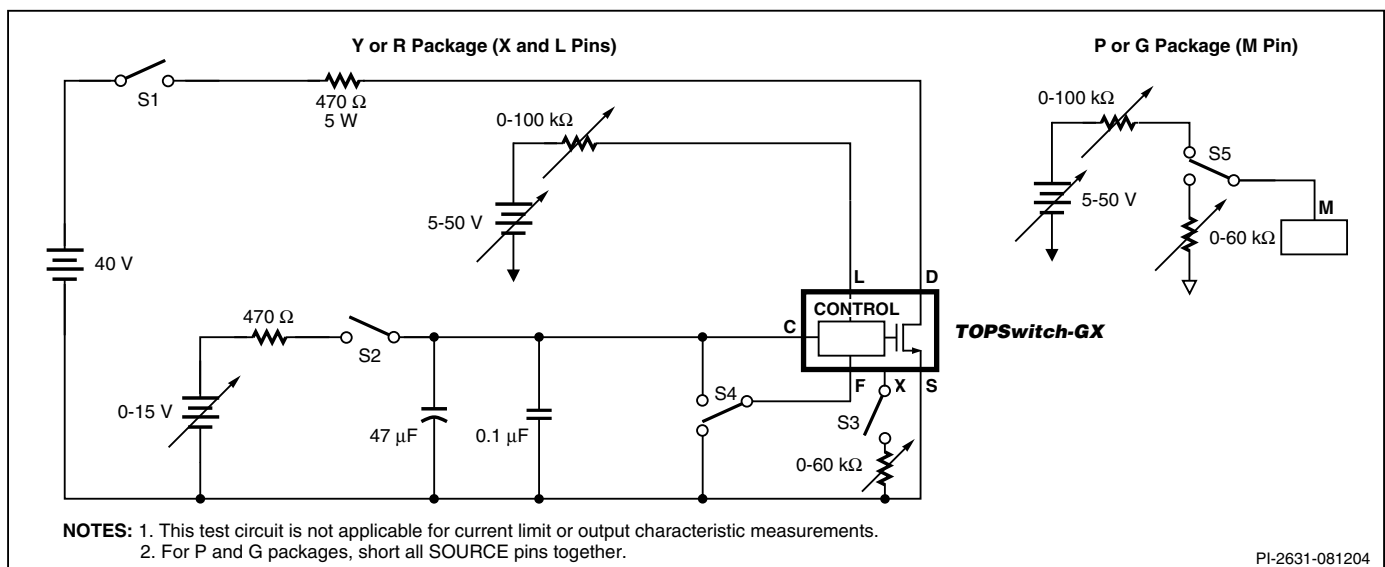 Y or R Package (X and L Pins)
P or G Package (M Pin)
S1
470 Ω
5 W
0-100 kΩ
5-50 V
40 V
0-100 kΩ
S5
5-50 V
M
0-60 kΩ
L
D
CONTROL
C
TOPSwitch-GX
F
X
S
470 Ω
S2
0-15 V
47 µF
0.1 µF
S4
S3
0-60 kΩ
NOTES: 1. This test circuit is not applicable for current limit or output characteristic measurements.
2. For P and G packages, short all SOURCE pins together.
PI-2631-081204